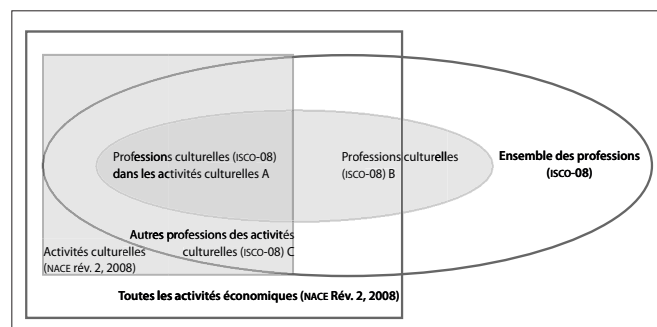 Professions culturelles (ISCO-08)
dans les activités culturelles A
Professions culturelles
(ISCO-08) B
Ensemble des professions
(ISCO-08)
Autres professions des activités
culturelles (ISCO-08) C
Activités culturelles
(NACE rév. 2, 2008)
Toutes les activités économiques (NACE Rév. 2, 2008)